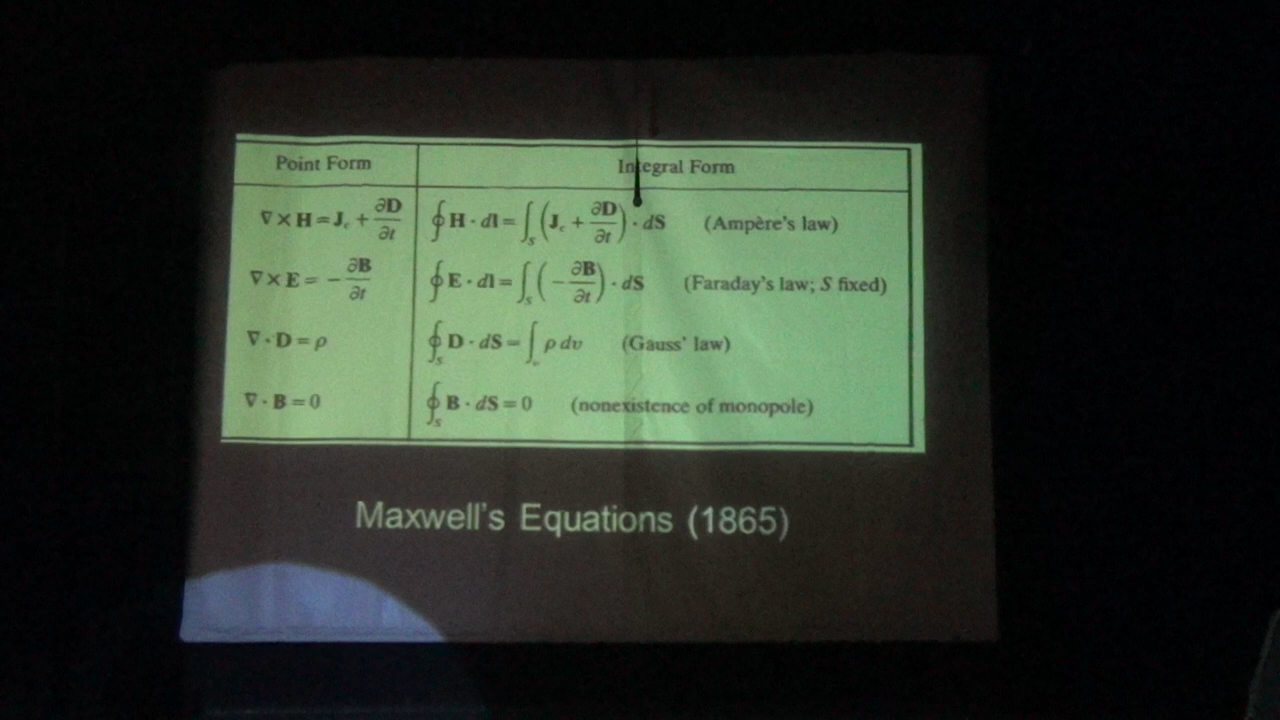 Point Form Integral Form
∇ × H = J_c + ∂D/∂t ∮ H · dl = ∫_S (J_c + ∂D/∂t) · dS (Ampère's law)
∇ × E = − ∂B/∂t ∮ E · dl = ∫_S (− ∂B/∂t) · dS (Faraday's law; S fixed)
∇ · D = ρ ∮_S D · dS = ∫_v ρ dv (Gauss' law)
∇ · B = 0 ∮_S B · dS = 0 (nonexistence of monopole)
Maxwell's Equations (1865)